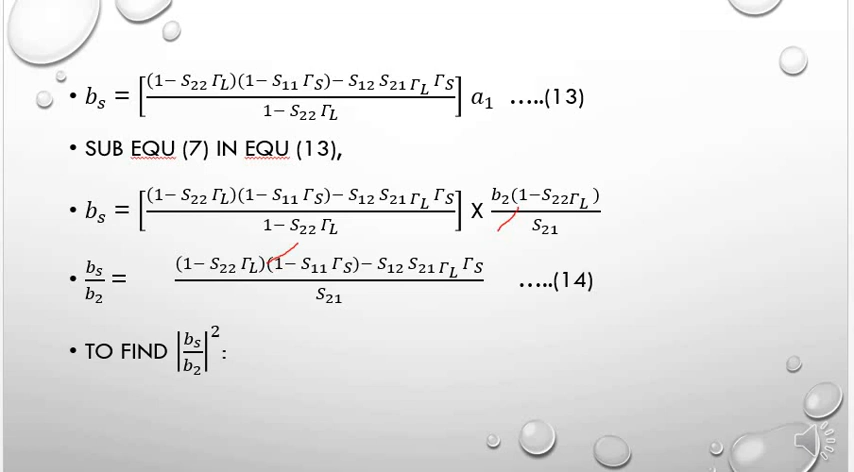 • b_s = [((1− S_22 Γ_L)(1− S_11 Γ_S)− S_12 S_21 Γ_L Γ_S) / (1− S_22 Γ_L)] a_1 …..(13)
• SUB EQU (7) IN EQU (13),
• b_s = [((1− S_22 Γ_L)(1− S_11 Γ_S)− S_12 S_21 Γ_L Γ_S) / (1− S_22 Γ_L)] X (b_2(1−S_22Γ_L )) / S_21
• b_s / b_2 = ((1− S_22 Γ_L)(1− S_11 Γ_S)− S_12 S_21 Γ_L Γ_S) / S_21 …..(14)
• TO FIND |b_s / b_2|^2 :